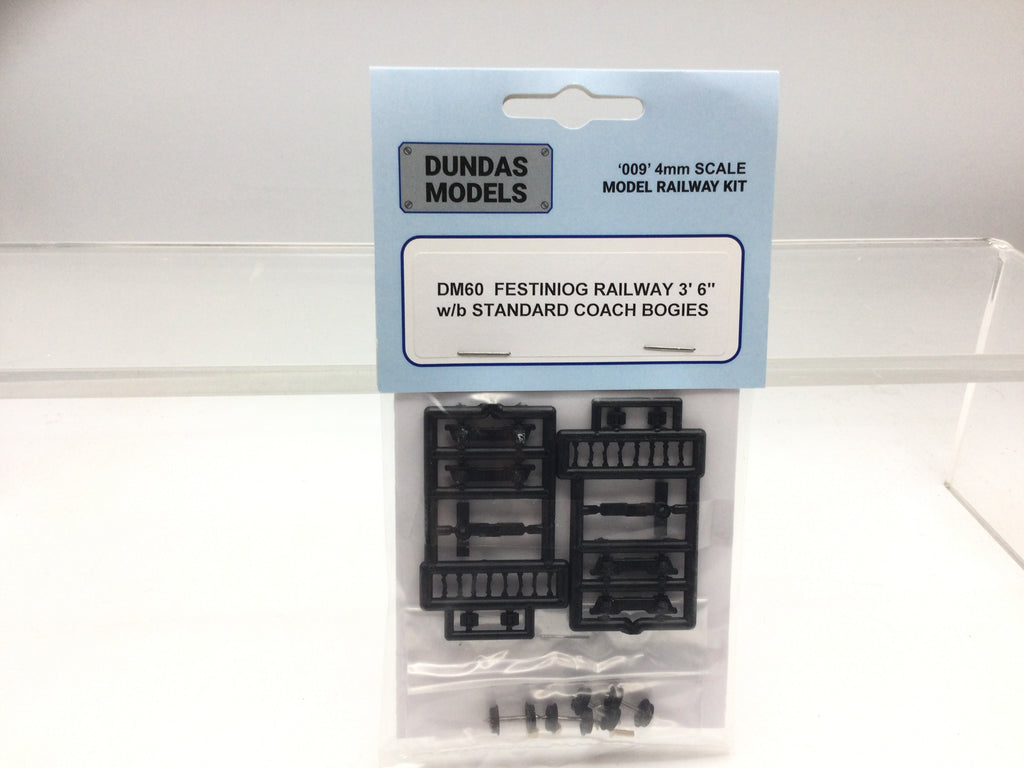 DUNDAS
MODELS
‘009’ 4mm SCALE
MODEL RAILWAY KIT
DM60 FESTINIOG RAILWAY 3' 6"
w/b STANDARD COACH BOGIES